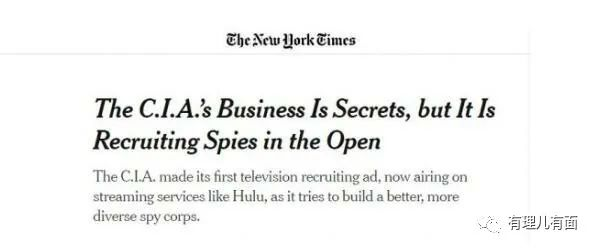 The New York Times
The C.I.A.'s Business Is Secrets, but It Is
Recruiting Spies in the Open
The C.I.A. made its first television recruiting ad, now airing on
streaming services like Hulu, as it tries to build a better, more
diverse spy corps.
有理儿有面